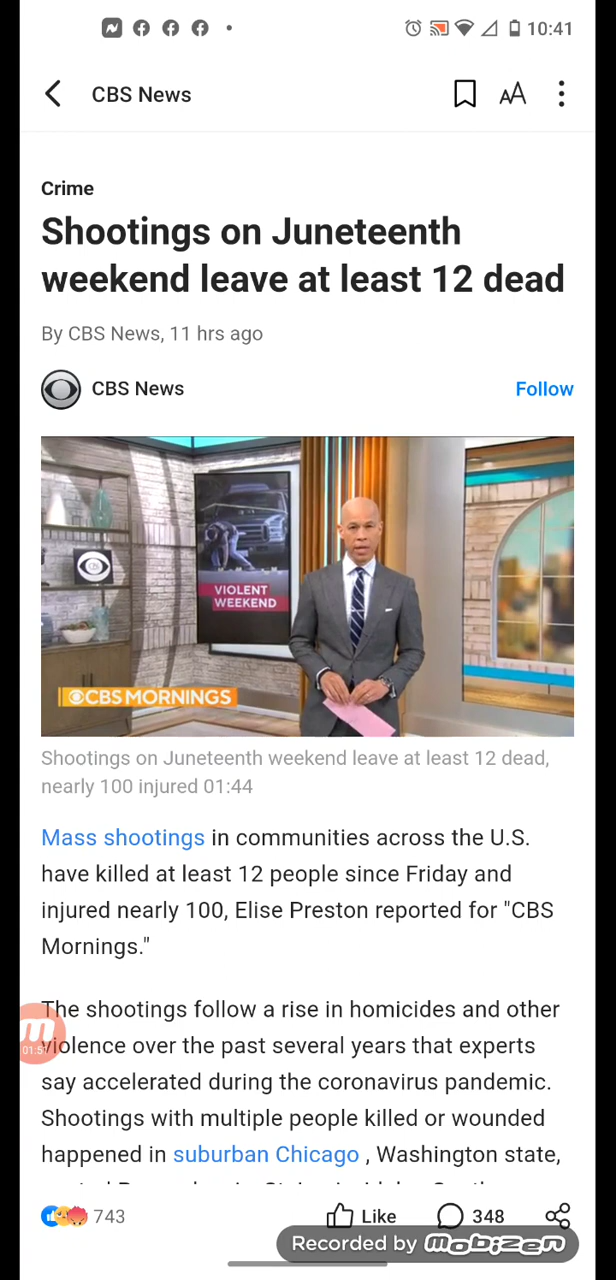 10:41
CBS News
Crime
Shootings on Juneteenth
weekend leave at least 12 dead
By CBS News, 11 hrs ago
CBS News
Follow
VIOLENT
WEEKEND
CBS MORNINGS
Shootings on Juneteenth weekend leave at least 12 dead,
nearly 100 injured 01:44
Mass shootings in communities across the U.S.
have killed at least 12 people since Friday and
injured nearly 100, Elise Preston reported for "CBS
Mornings."
The shootings follow a rise in homicides and other
violence over the past several years that experts
say accelerated during the coronavirus pandemic.
Shootings with multiple people killed or wounded
happened in suburban Chicago , Washington state,
743
Like
348
Recorded by mobizen